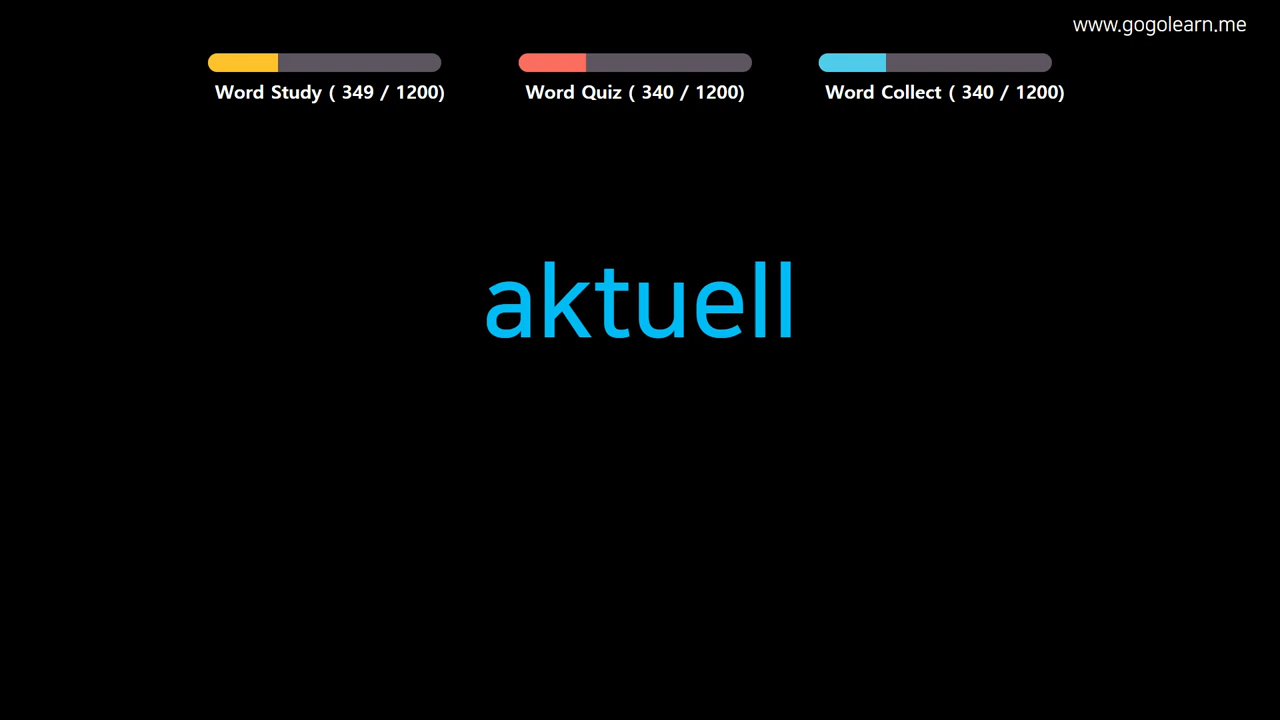 www.gogolearn.me
Word Study ( 349 / 1200)
Word Quiz ( 340 / 1200)
Word Collect ( 340 / 1200)
aktuell